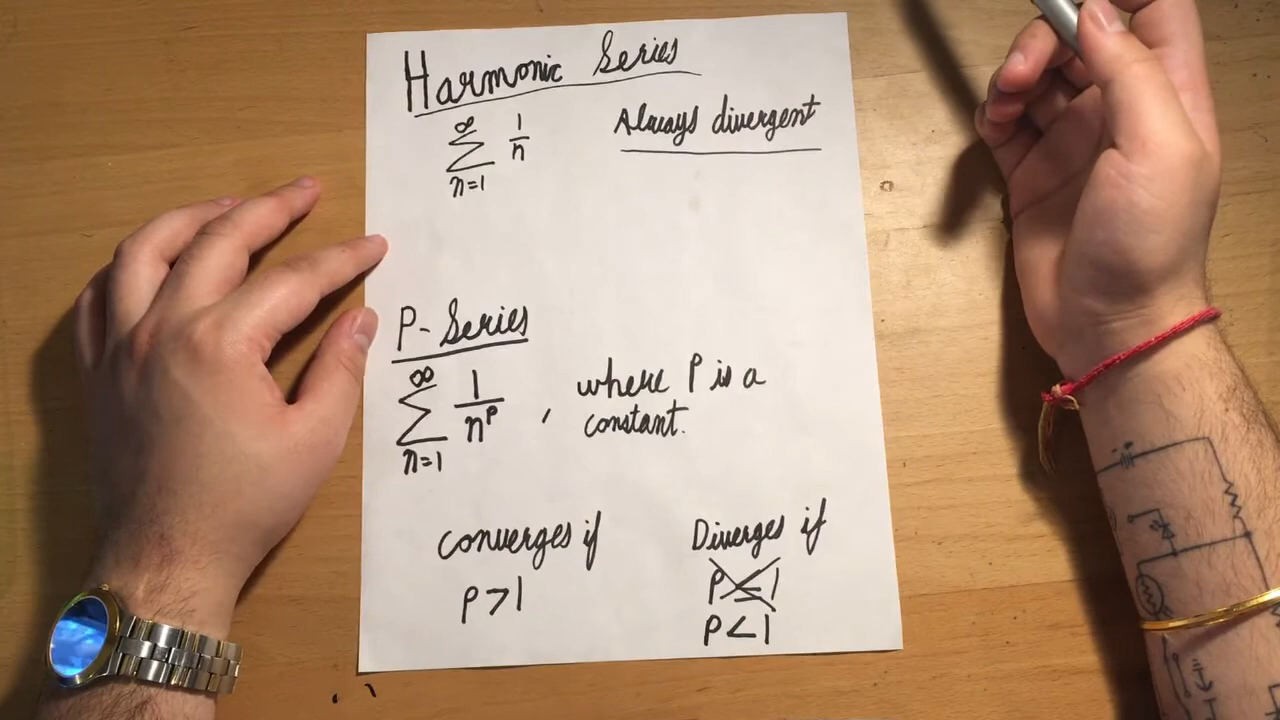 Harmonic Series
∞
Σ 1/n
n=1
Always divergent
P-Series
∞
Σ 1/n^p , where P is a
n=1
constant.
converges if
p > 1
Diverges if
p ≤ 1
p < 1